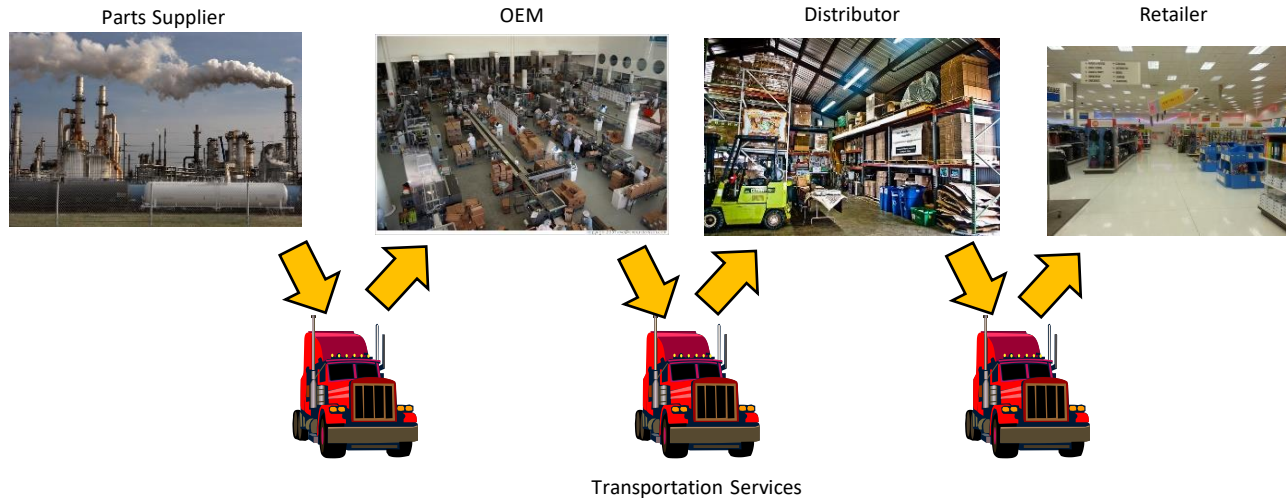 Parts Supplier
OEM
Distributor
Retailer
Transportation Services